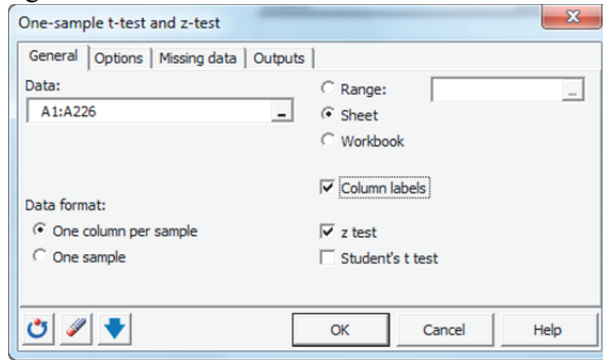 One-sample t-test and z-test
General
Options
Missing data
Outputs
Data:
A1:A226
Range:
Sheet
Workbook
Column labels
Data format:
One column per sample
One sample
z test
Student's t test
OK
Cancel
Help